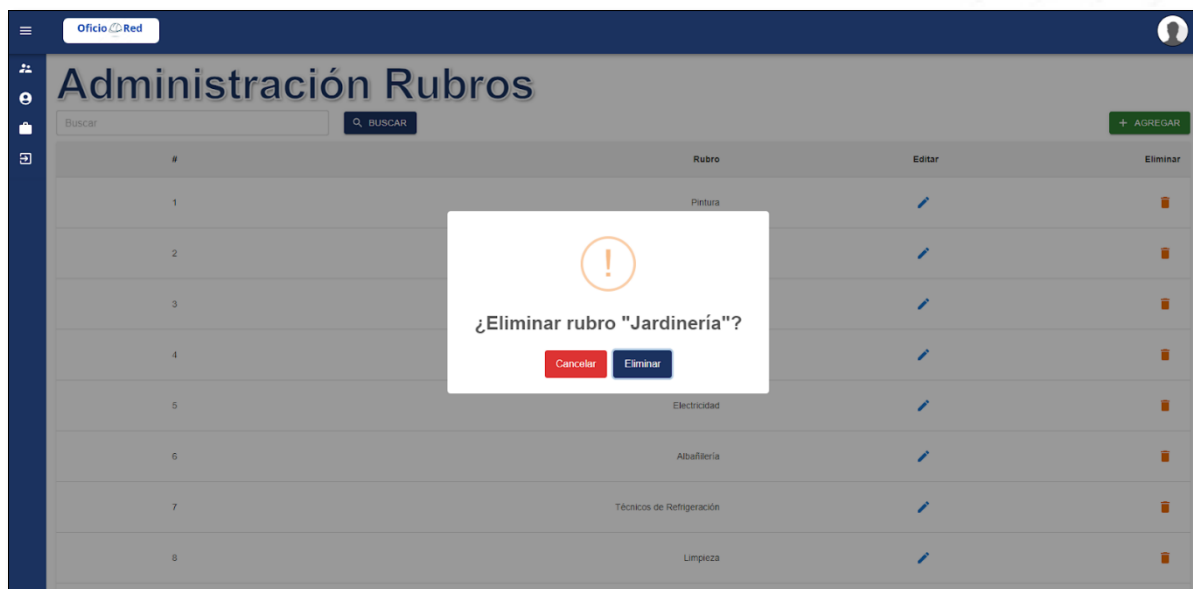 Oficio Red
Administración Rubros
Buscar
BUSCAR
+ AGREGAR
# Rubro Editar Eliminar
1 Pintura
2
3
4
¿Eliminar rubro "Jardinería"?
Cancelar Eliminar
5 Electricidad
6 Albañilería
7 Técnicos de Refrigeración
8 Limpieza